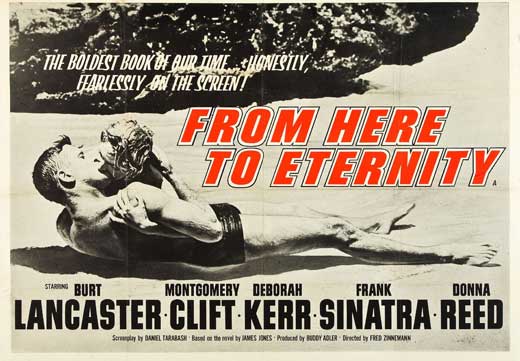 THE BOLDEST BOOK OF OUR TIME... HONESTLY,
FEARLESSLY, ON THE SCREEN!
FROM HERE
TO ETERNITY
A
STARRING BURT MONTGOMERY DEBORAH FRANK DONNA
LANCASTER · CLIFT · KERR · SINATRA · REED
Screenplay by DANIEL TARADASH · Based on the novel by JAMES JONES · Produced by BUDDY ADLER · Directed by FRED ZINNEMANN